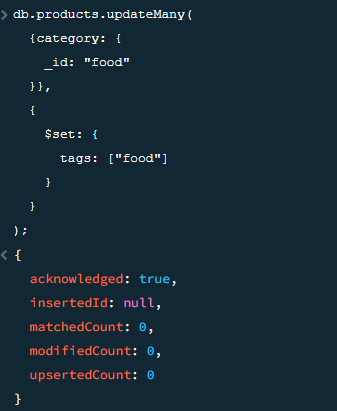 > db.products.updateMany(
{category: {
_id: "food"
}},
{
$set: {
tags: ["food"]
}
}
);
< {
acknowledged: true,
insertedId: null,
matchedCount: 0,
modifiedCount: 0,
upsertedCount: 0
}